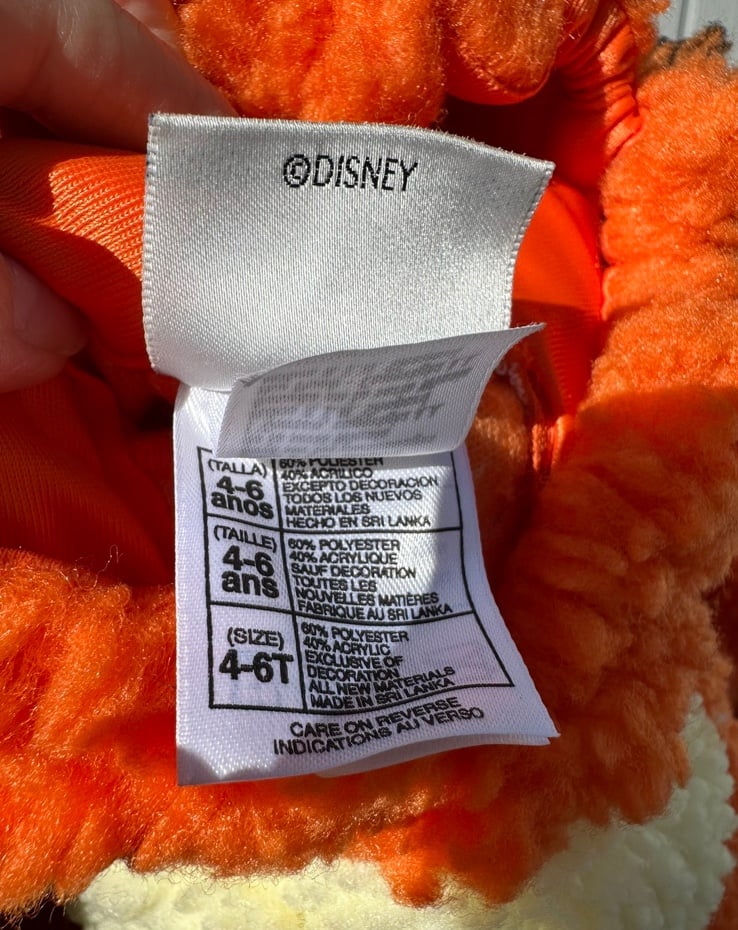 ©DISNEY
(TALLA)
4-6
años
60% POLIESTER
40% ACRILICO
EXCEPTO DECORACION
TODOS LOS NUEVOS
MATERIALES
HECHO EN SRI LANKA
(TAILLE)
4-6
ans
60% POLYESTER
40% ACRYLIQUE
SAUF DECORATION
TOUTES LES
NOUVELLES MATIÈRES
FABRIQUE AU SRI LANKA
(SIZE)
4-6T
60% POLYESTER
40% ACRYLIC
EXCLUSIVE OF
DECORATION
ALL NEW MATERIALS
MADE IN SRI LANKA
CARE ON REVERSE
INDICATIONS AU VERSO